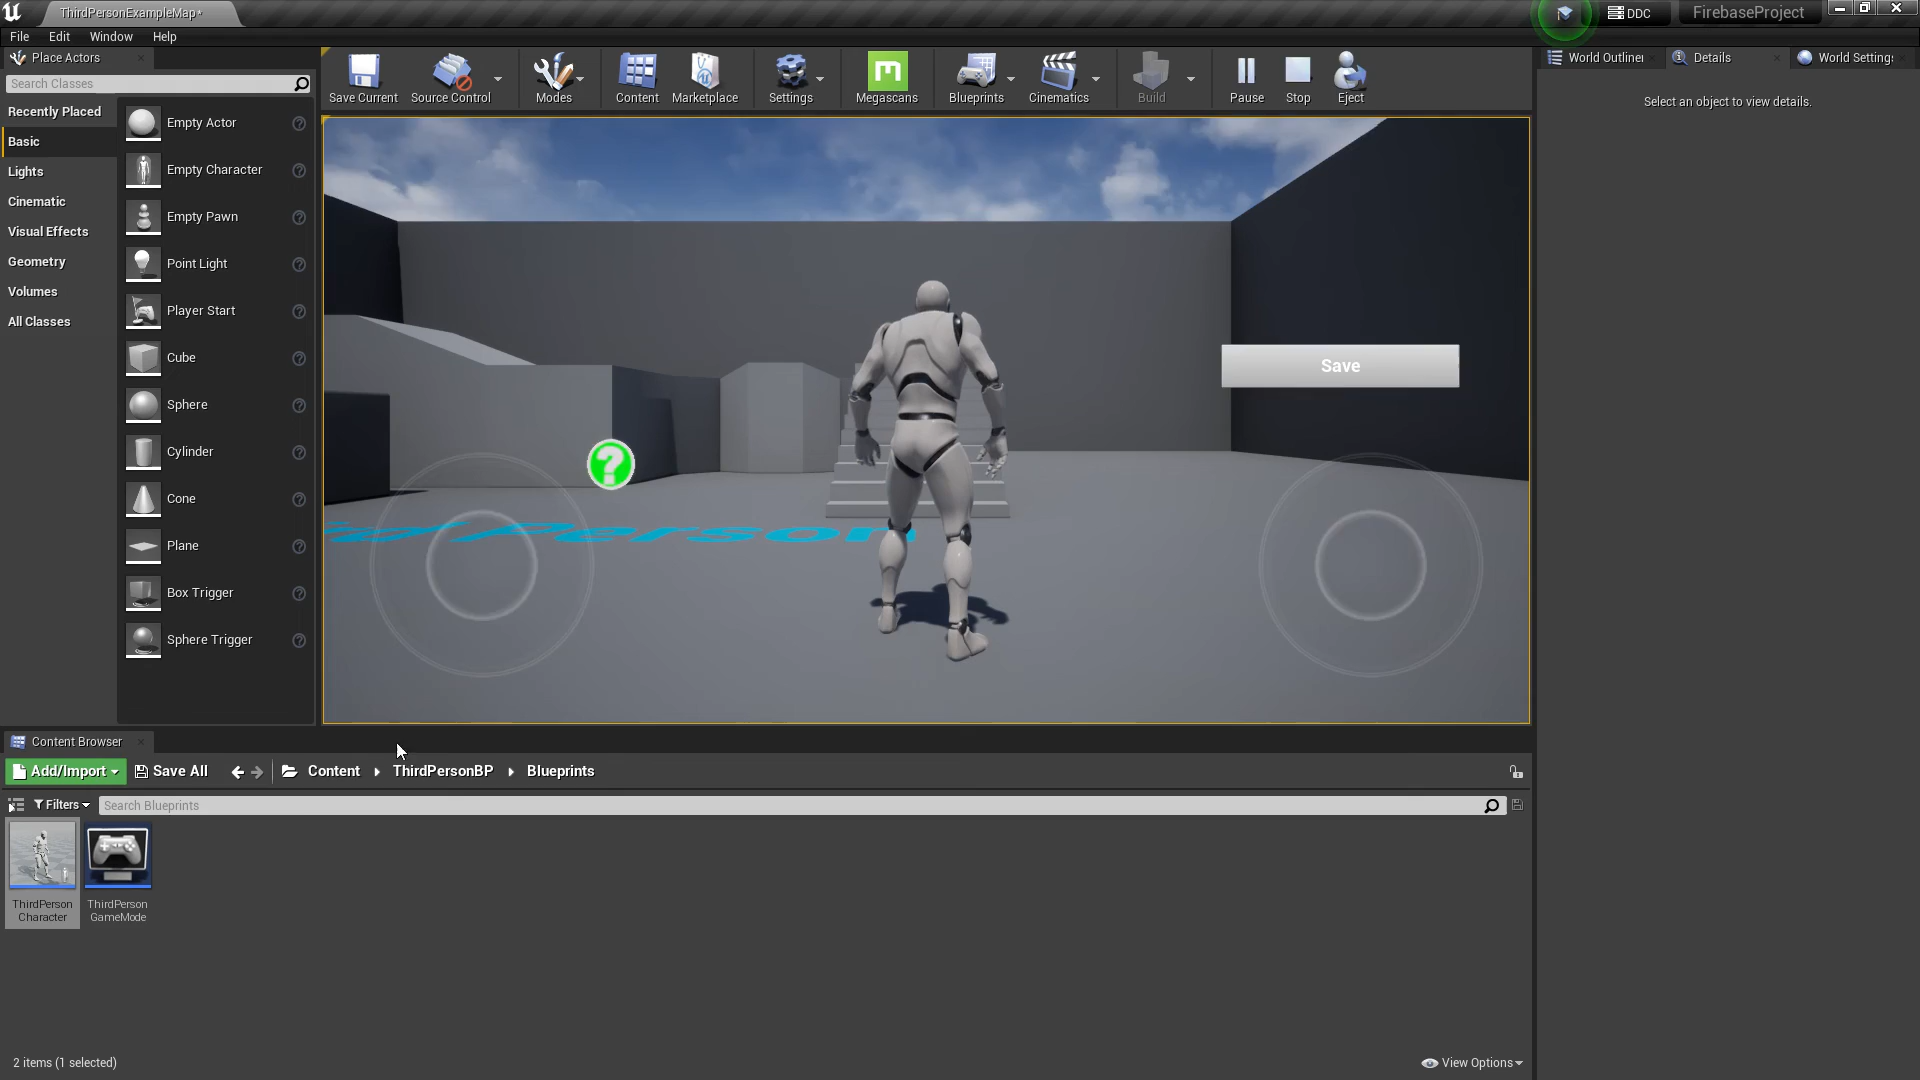 ThirdPersonExampleMap*
DDC
FirebaseProject
File Edit Window Help
Place Actors
Search Classes
Recently Placed
Basic
Lights
Cinematic
Visual Effects
Geometry
Volumes
All Classes
Empty Actor
Empty Character
Empty Pawn
Point Light
Player Start
Cube
Sphere
Cylinder
Cone
Plane
Box Trigger
Sphere Trigger
Save Current
Source Control
Modes
Content
Marketplace
Settings
Megascans
Blueprints
Cinematics
Build
Pause
Stop
Eject
World Outliner
Details
World Settings
Select an object to view details.
Save
?
Person
Content Browser
Add/Import
Save All
Content
ThirdPersonBP
Blueprints
Filters
Search Blueprints
ThirdPerson
Character
ThirdPerson
GameMode
2 items (1 selected)
View Options